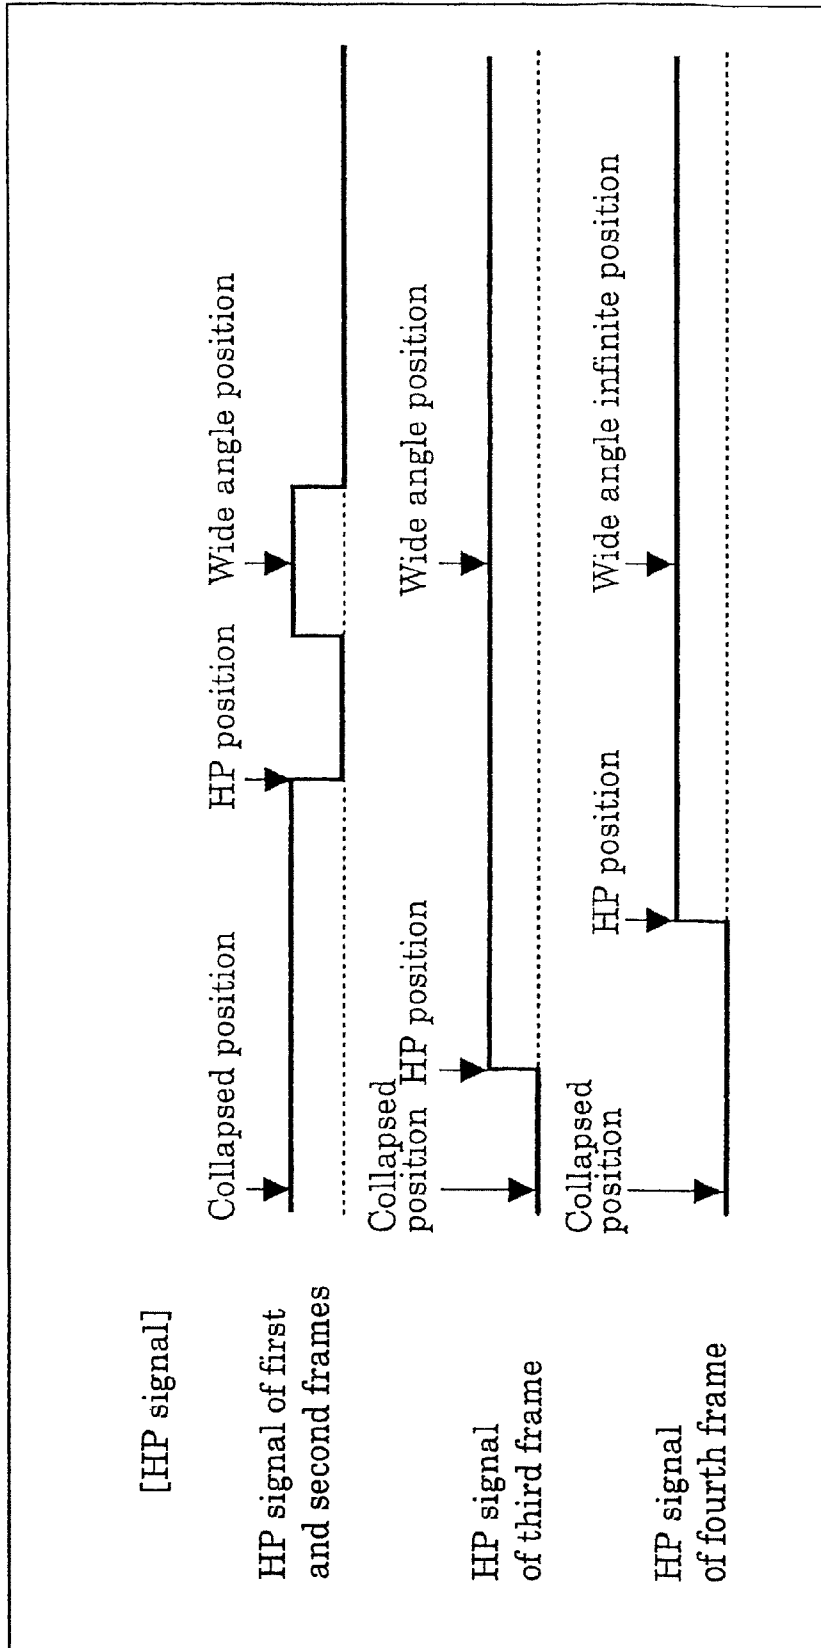 [HP signal]
HP signal of first
and second frames
Collapsed position
HP position
Wide angle position
HP signal
of third frame
Collapsed
position
HP position
Wide angle position
HP signal
of fourth frame
Collapsed
position
HP position
Wide angle infinite position